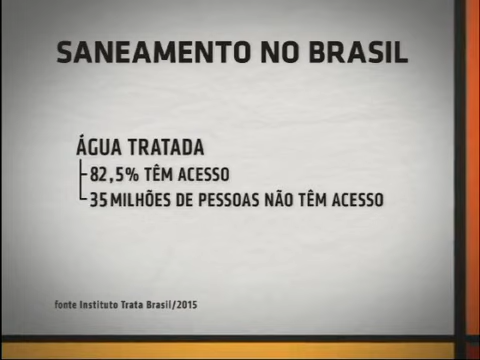 SANEAMENTO NO BRASIL
ÁGUA TRATADA
82,5% TÊM ACESSO
35 MILHÕES DE PESSOAS NÃO TÊM ACESSO
fonte Instituto Trata Brasil/2015